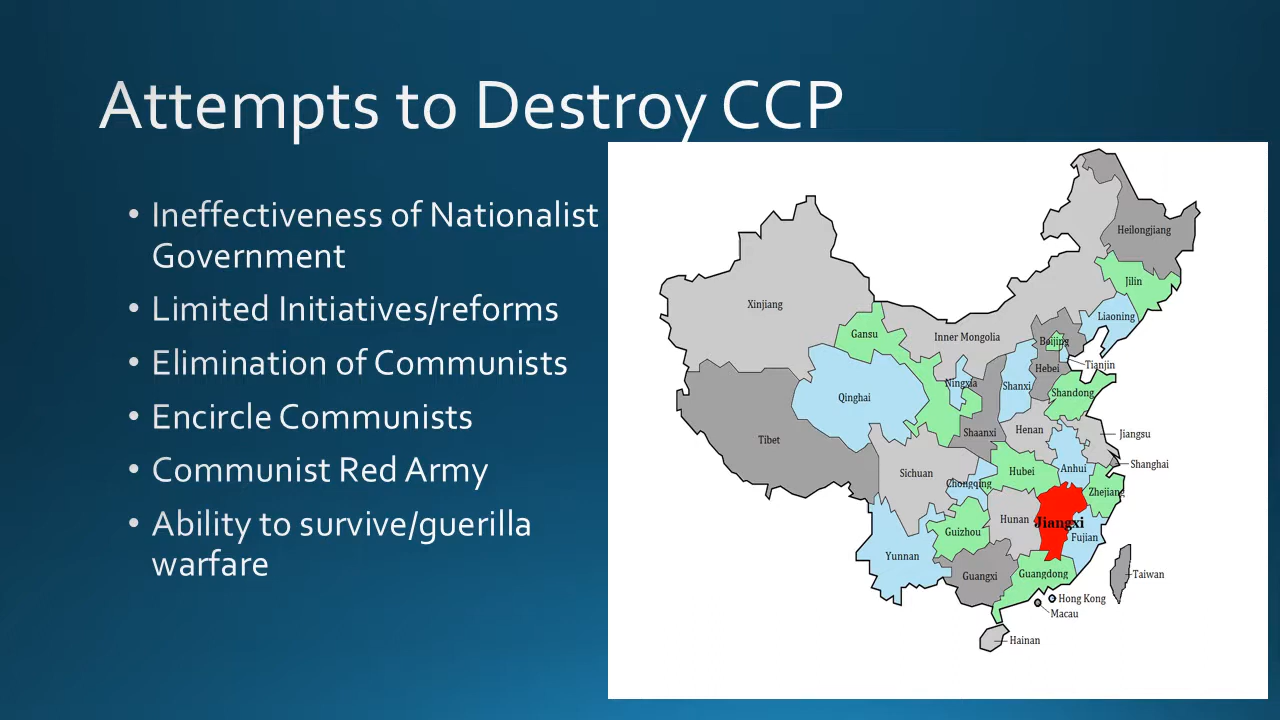 Attempts to Destroy CCP
• Ineffectiveness of Nationalist
Government
• Limited Initiatives/reforms
• Elimination of Communists
• Encircle Communists
• Communist Red Army
• Ability to survive/guerilla
warfare
Heilongjiang
Jilin
Liaoning
Xinjiang
Gansu
Inner Mongolia
Beijing
Hebei
Tianjin
Ningxia
Shanxi
Shandong
Qinghai
Shaanxi
Henan
Jiangsu
Tibet
Shanghai
Sichuan
Hubei
Anhui
Chongqing
Zhejiang
Hunan
Jiangxi
Guizhou
Fujian
Yunnan
Guangxi
Guangdong
Taiwan
Hong Kong
Macau
Hainan